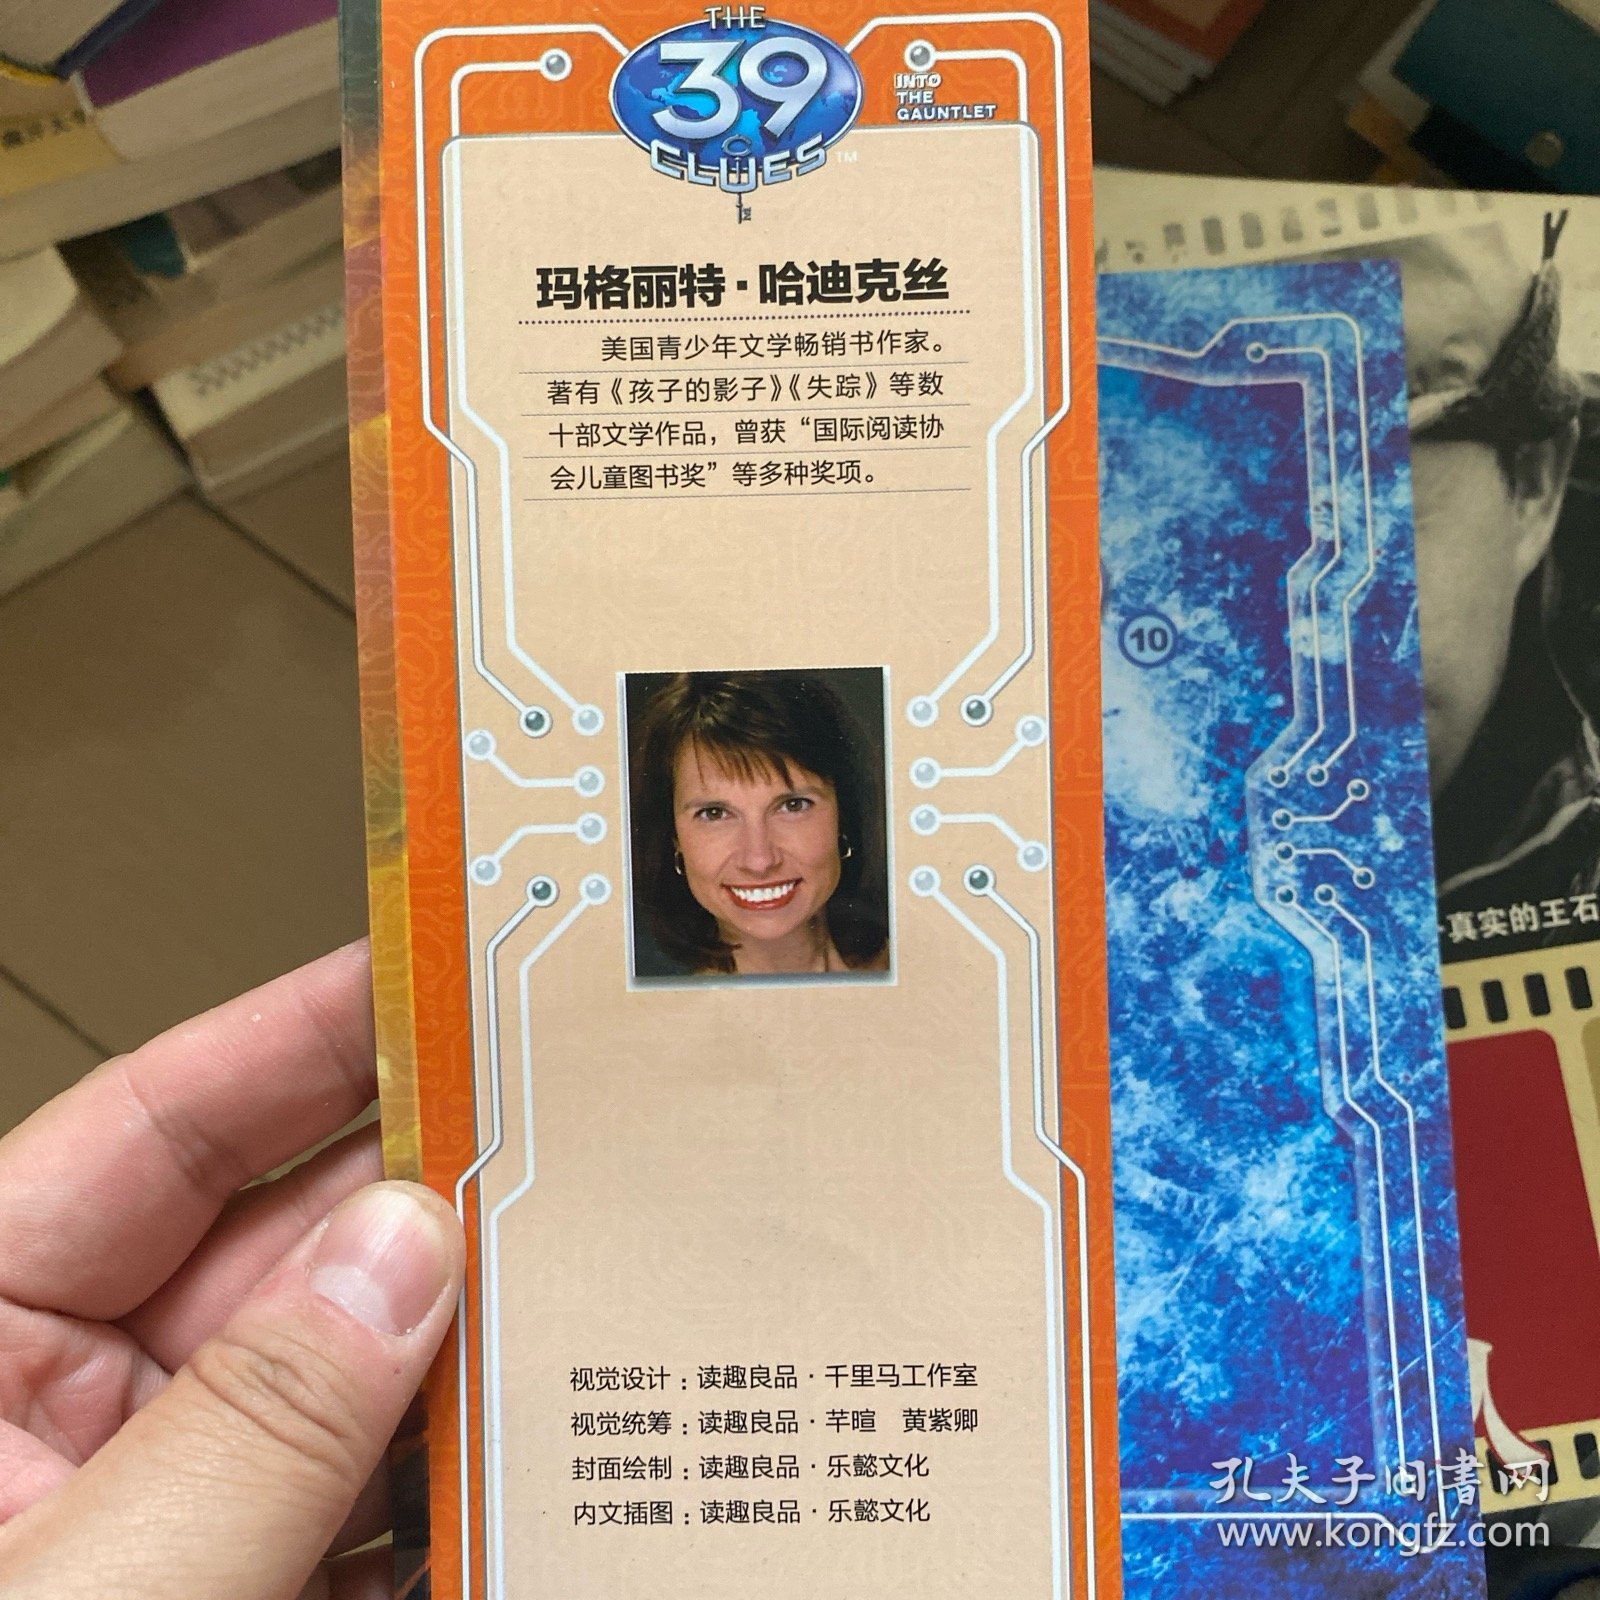 THE
39
CLUES™
INTO
THE
GAUNTLET
玛格丽特·哈迪克丝
美国青少年文学畅销书作家。
著有《孩子的影子》《失踪》等数
十部文学作品，曾获“国际阅读协
会儿童图书奖”等多种奖项。
10
真实的王石
视觉设计：读趣良品·千里马工作室
视觉统筹：读趣良品·芊暄　黄紫卿
封面绘制：读趣良品·乐懿文化
内文插图：读趣良品·乐懿文化
孔夫子旧書网
www.kongfz.com